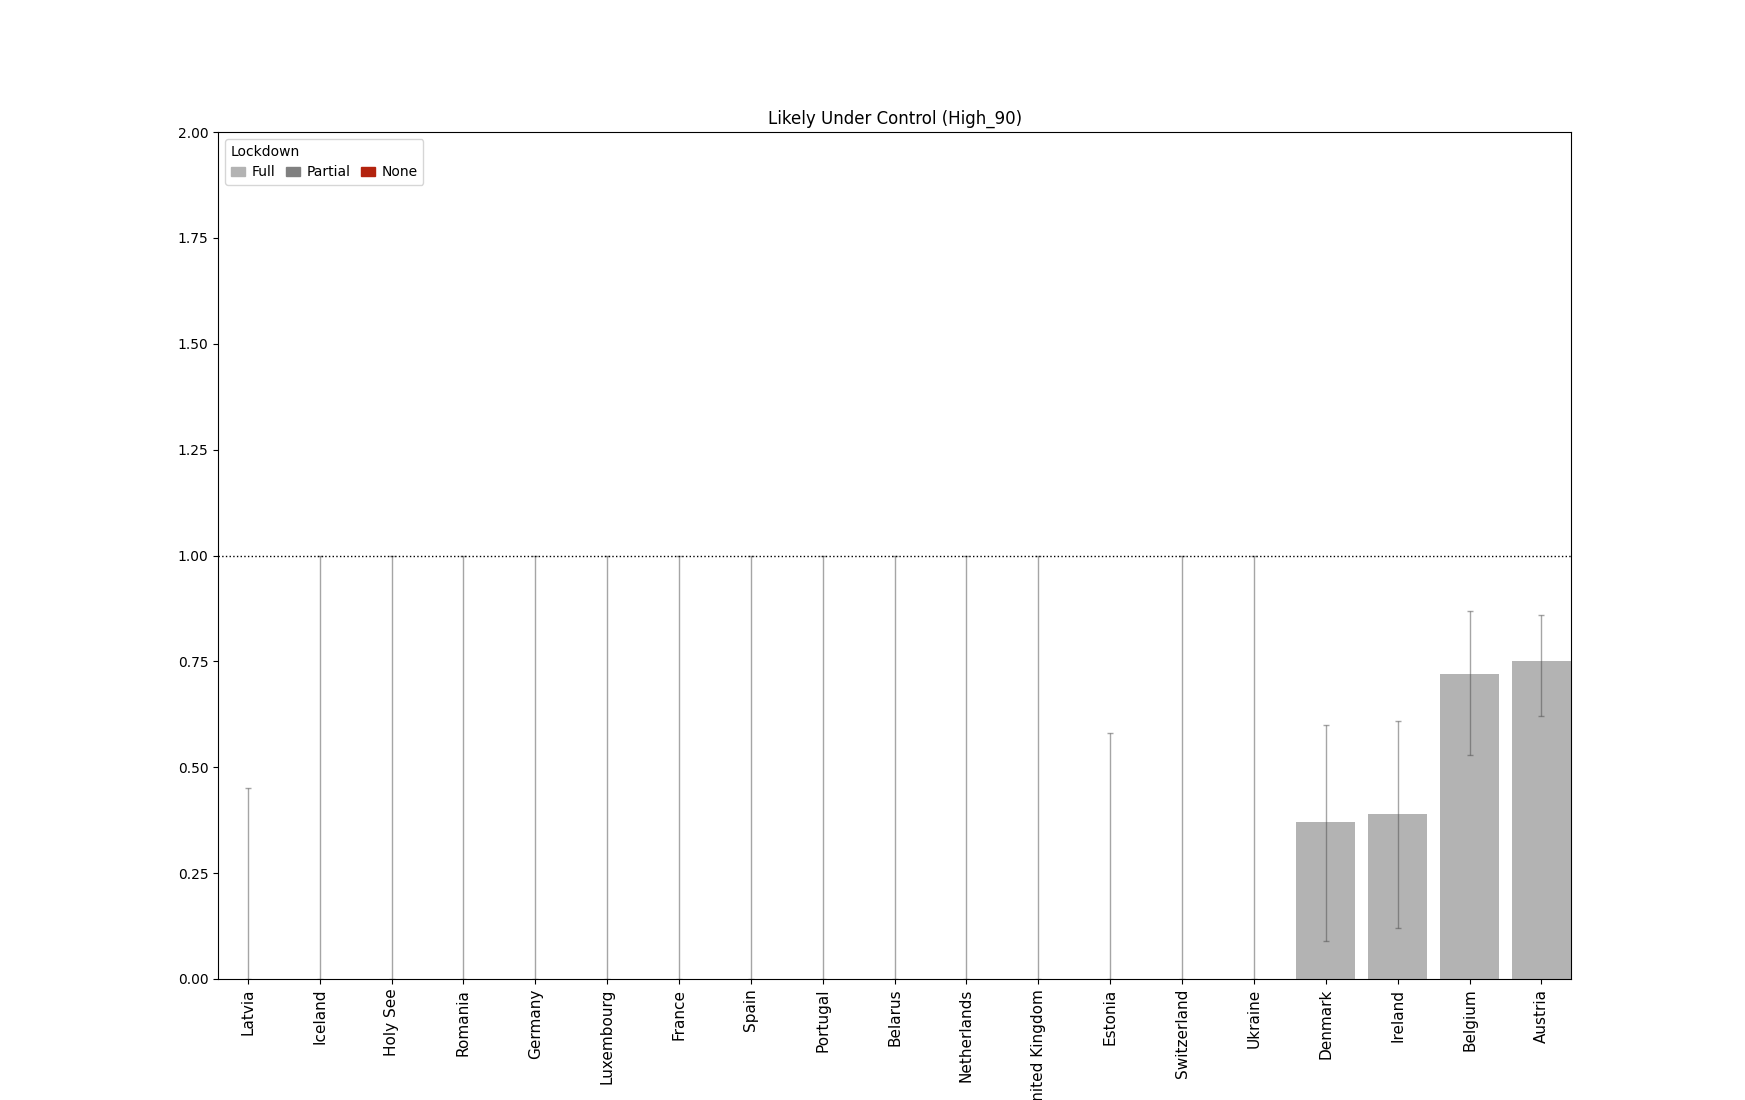 Likely Under Control (High_90)
2.00
Lockdown
Full Partial None
1.75
1.50
1.25
1.00
0.75
0.50
0.25
0.00
Latvia
Iceland
Holy See
Romania
Germany
Luxembourg
France
Spain
Portugal
Belarus
Netherlands
nited Kingdom
Estonia
Switzerland
Ukraine
Denmark
Ireland
Belgium
Austria